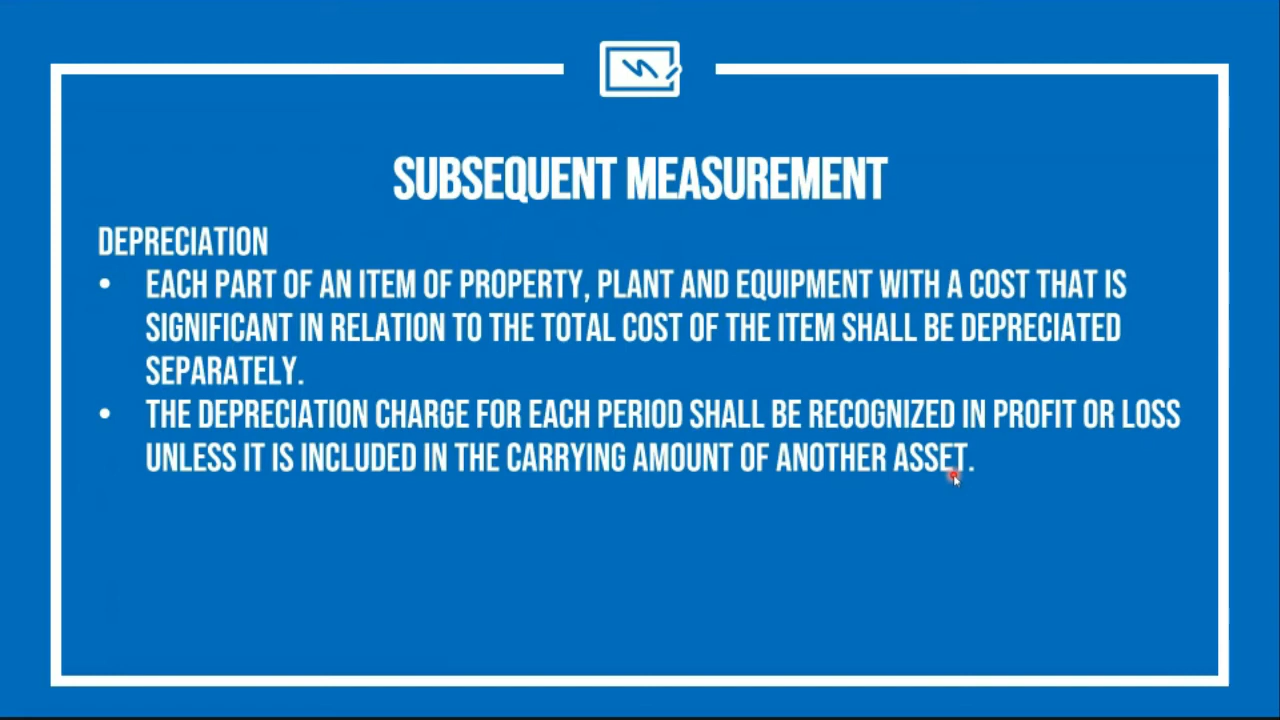 SUBSEQUENT MEASUREMENT
DEPRECIATION
• EACH PART OF AN ITEM OF PROPERTY, PLANT AND EQUIPMENT WITH A COST THAT IS
SIGNIFICANT IN RELATION TO THE TOTAL COST OF THE ITEM SHALL BE DEPRECIATED
SEPARATELY.
• THE DEPRECIATION CHARGE FOR EACH PERIOD SHALL BE RECOGNIZED IN PROFIT OR LOSS
UNLESS IT IS INCLUDED IN THE CARRYING AMOUNT OF ANOTHER ASSET.